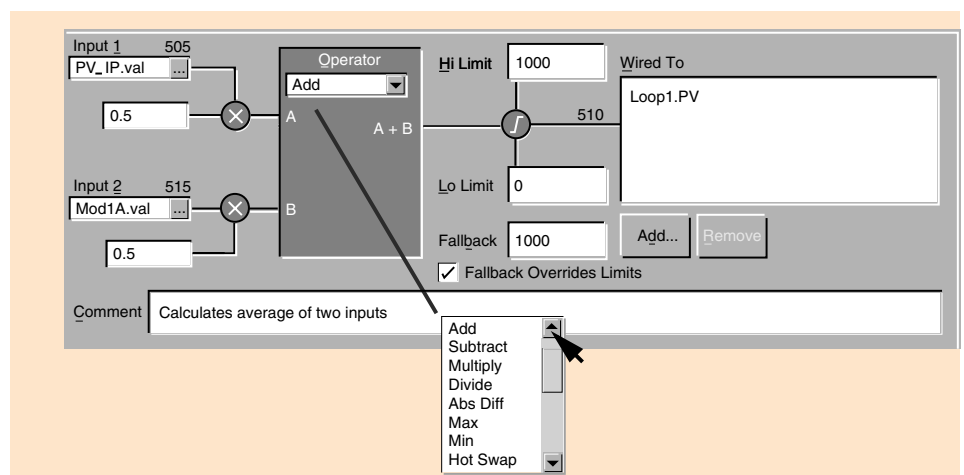 Input 1 505
PV_IP.val ...
0.5
Operator
Add
A
A + B
B
Input 2 515
Mod1A.val ...
0.5
Hi Limit 1000
510
Lo Limit 0
Fallback 1000
Fallback Overrides Limits
Wired To
Loop1.PV
Add... Remove
Comment Calculates average of two inputs
Add
Subtract
Multiply
Divide
Abs Diff
Max
Min
Hot Swap